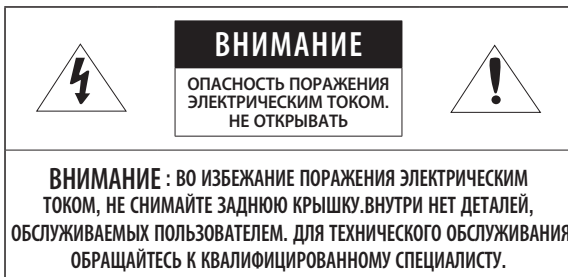 ВНИМАНИЕ
ОПАСНОСТЬ ПОРАЖЕНИЯ
ЭЛЕКТРИЧЕСКИМ ТОКОМ.
НЕ ОТКРЫВАТЬ
ВНИМАНИЕ : ВО ИЗБЕЖАНИЕ ПОРАЖЕНИЯ ЭЛЕКТРИЧЕСКИМ
ТОКОМ, НЕ СНИМАЙТЕ ЗАДНЮЮ КРЫШКУ.ВНУТРИ НЕТ ДЕТАЛЕЙ,
ОБСЛУЖИВАЕМЫХ ПОЛЬЗОВАТЕЛЕМ. ДЛЯ ТЕХНИЧЕСКОГО ОБСЛУЖИВАНИЯ
ОБРАЩАЙТЕСЬ К КВАЛИФИЦИРОВАННОМУ СПЕЦИАЛИСТУ.